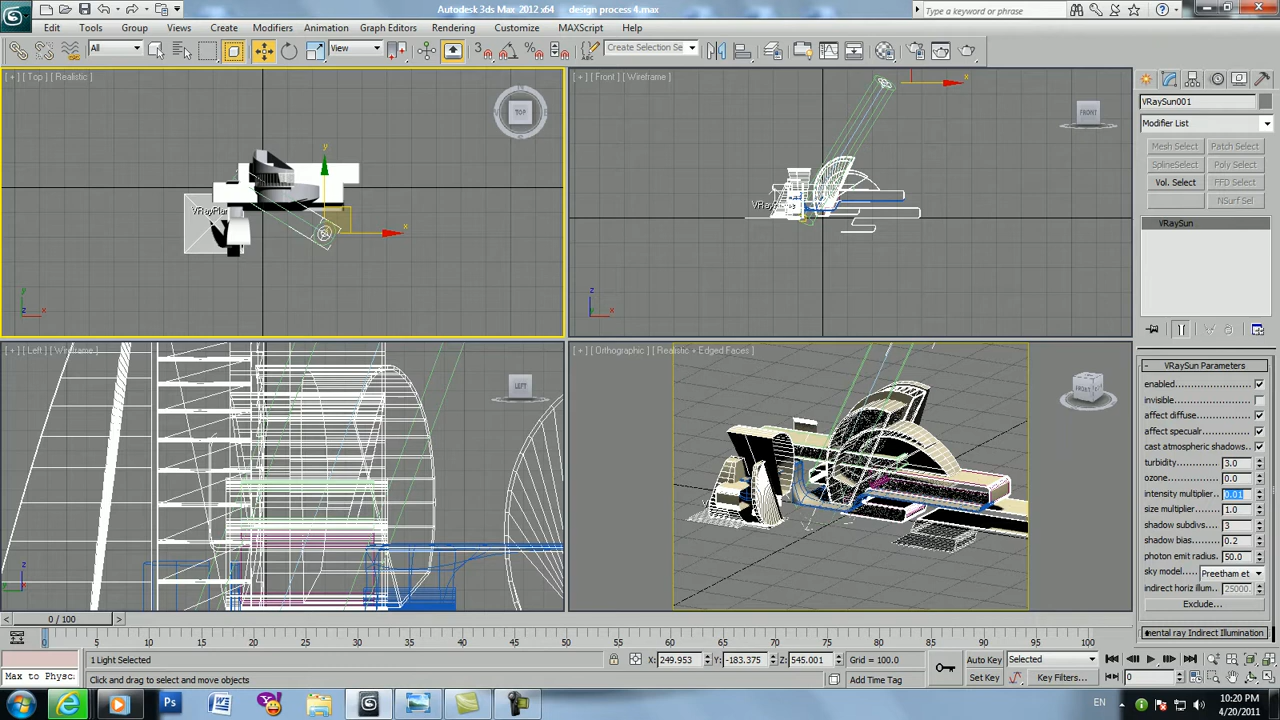 Autodesk 3ds Max 2012 x64 design process 4.max
Type a keyword or phrase
Edit Tools Group Views Create Modifiers Animation Graph Editors Rendering Customize MAXScript Help
All View 3 Create Selection Se
[ + ] [ Top ] [ Realistic ]
TOP
y
x
VRayPlan
y
z x
[ + ] [ Front ] [ Wireframe ]
FRONT
x
z
x
[ + ] [ Left ] [ Wireframe ]
LEFT
z
[ + ] [ Orthographic ] [ Realistic + Edged Faces ]
FRONT
VRaySun001
Modifier List
Mesh Select Patch Select
SplineSelect Poly Select
Vol. Select FFD Select
NSurf Sel
VRaySun
- VRaySun Parameters
enabled
invisible
affect diffuse
affect specualr
cast atmospheric shadows
turbidity 3.0
ozone 0.0
intensity multiplier 0.01
size multiplier 1.0
shadow subdivs 3
shadow bias 0.2
photon emit radius 50.0
sky model Preetham et
indirect horiz illum 25000.
Exclude...
mental ray Indirect Illumination
< 0 / 100 >
0 5 10 15 20 25 30 35 40 45 50 55 60 65 70 75 80 85 90 95 100
1 Light Selected X: 249.953 Y: -183.375 Z: 545.001 Grid = 100.0 Auto Key Selected
Max to Physc: Click and drag to select and move objects Add Time Tag Set Key Key Filters... 0
EN 10:20 PM
4/20/2011